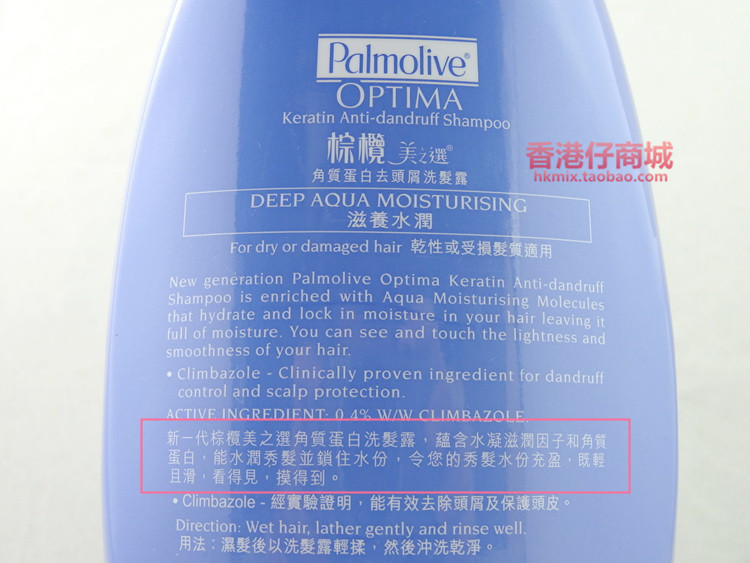 Palmolive®
OPTIMA
Keratin Anti-dandruff Shampoo
棕欖 美之選®
角質蛋白去頭屑洗髮露
香港仔商城
hkmix.taobao.com
DEEP AQUA MOISTURISING
滋養水潤
For dry or damaged hair 乾性或受損髮質適用
New generation Palmolive Optima Keratin Anti-dandruff
Shampoo is enriched with Aqua Moisturising Molecules
that hydrate and lock in moisture in your hair leaving it
full of moisture. You can see and touch the lightness and
smoothness of your hair.
• Climbazole - Clinically proven ingredient for dandruff
control and scalp protection.
ACTIVE INGREDIENT: 0.4% W/W CLIMBAZOLE.
新一代棕欖美之選角質蛋白洗髮露，蘊含水凝滋潤因子和角質
蛋白，能水潤秀髮並鎖住水份，令您的秀髮水份充盈，既輕
且滑，看得見，摸得到。
• Climbazole - 經實驗證明，能有效去除頭屑及保護頭皮。
Direction: Wet hair, lather gently and rinse well.
用法：濕髮後以洗髮露輕揉，然後沖洗乾淨。